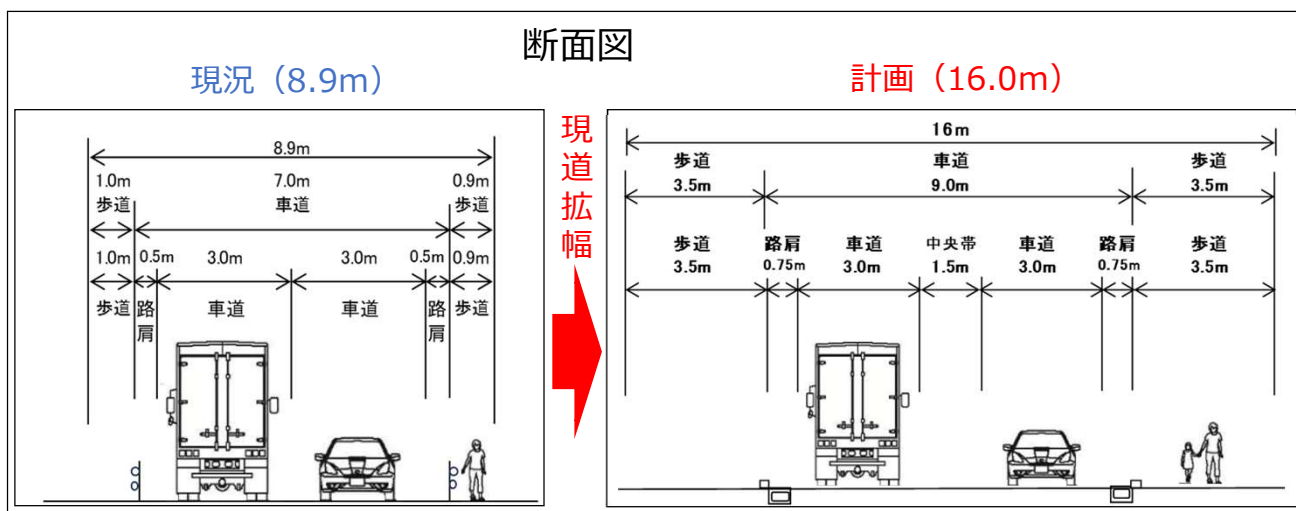 断面図
現況（8.9m）
8.9m
1.0m 7.0m 0.9m
歩道 車道 歩道
1.0m 0.5m 3.0m 3.0m 0.5m 0.9m
歩道 路肩 車道 車道 路肩 歩道
現道拡幅
計画（16.0m）
16m
歩道 車道 歩道
3.5m 9.0m 3.5m
歩道 路肩 車道 中央帯 車道 路肩 歩道
3.5m 0.75m 3.0m 1.5m 3.0m 0.75m 3.5m